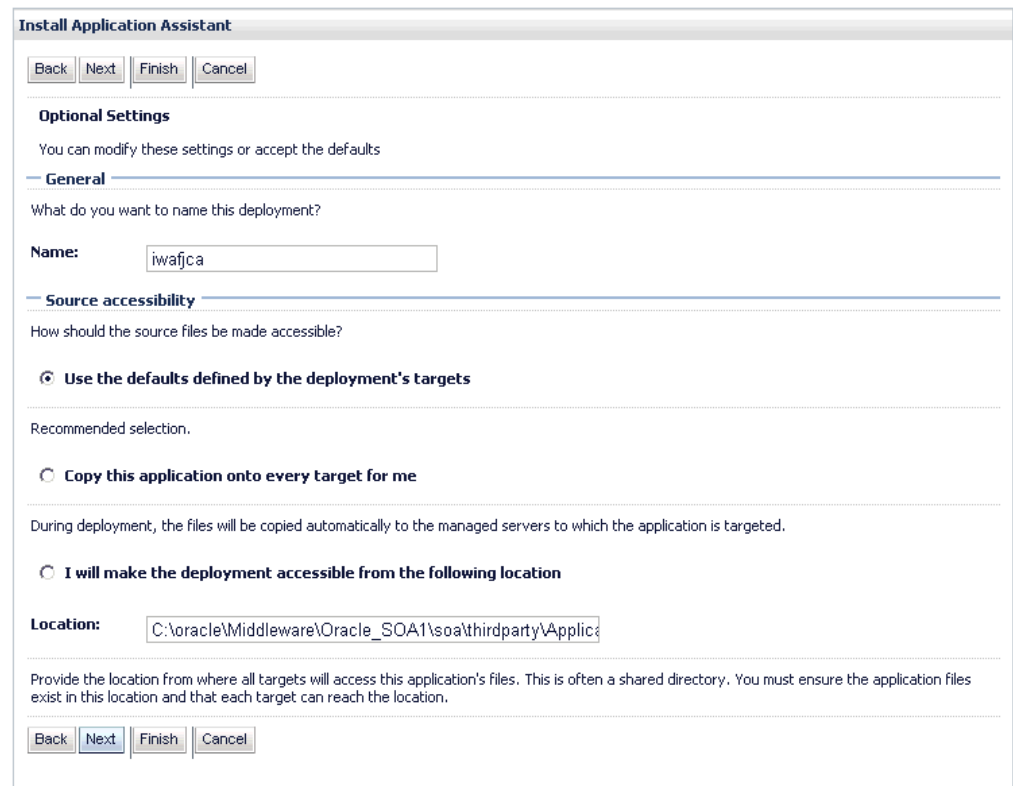 Install Application Assistant
Back Next Finish Cancel
Optional Settings
You can modify these settings or accept the defaults
General
What do you want to name this deployment?
Name: iwafjca
Source accessibility
How should the source files be made accessible?
Use the defaults defined by the deployment's targets
Recommended selection.
Copy this application onto every target for me
During deployment, the files will be copied automatically to the managed servers to which the application is targeted.
I will make the deployment accessible from the following location
Location: C:\oracle\Middleware\Oracle_SOA1\soa\thirdparty\Applica
Provide the location from where all targets will access this application's files. This is often a shared directory. You must ensure the application files
exist in this location and that each target can reach the location.
Back Next Finish Cancel